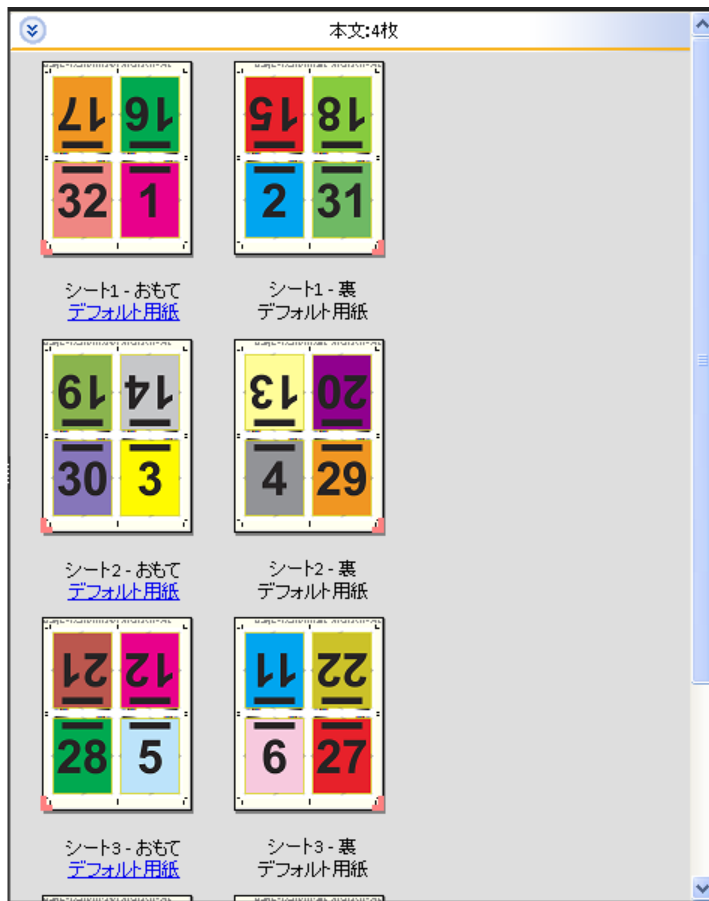 本文:4枚
17 16
32 1
15 18
2 31
シート1 - おもて
デフォルト用紙
シート1 - 裏
デフォルト用紙
19 14
30 3
13 20
4 29
シート2 - おもて
デフォルト用紙
シート2 - 裏
デフォルト用紙
21 12
28 5
11 22
6 27
シート3 - おもて
デフォルト用紙
シート3 - 裏
デフォルト用紙